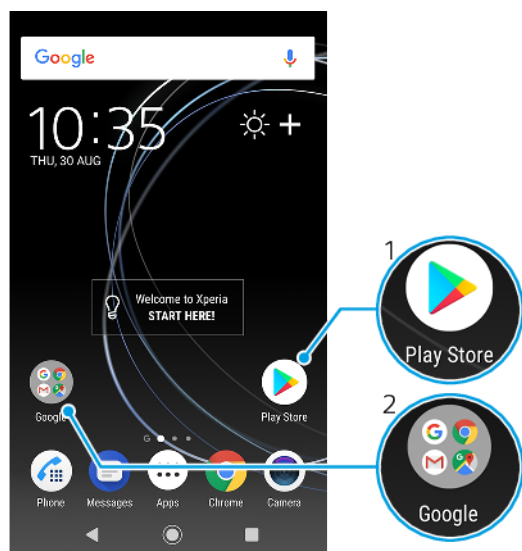 Google
10:35
THU, 30 AUG
Welcome to Xperia
START HERE!
Google
Play Store
G
Phone
Messages
Apps
Chrome
Camera
1
Play Store
2
Google